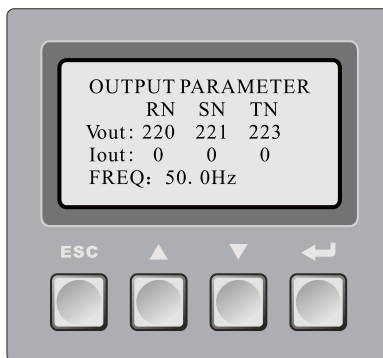 OUTPUT PARAMETER
RN SN TN
Vout: 220 221 223
Iout: 0 0 0
FREQ: 50. 0Hz
ESC